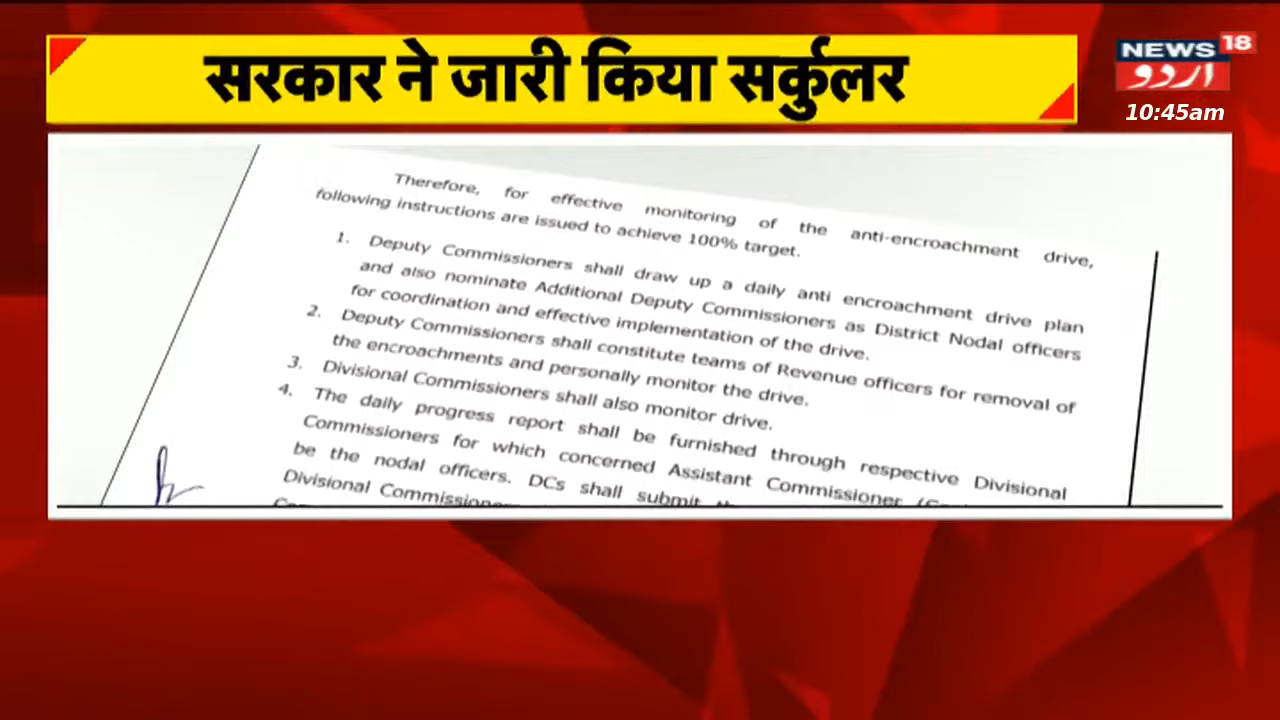 सरकार ने जारी किया सर्कुलर
NEWS 18
اردو
10:45am
Therefore, for effective monitoring of the anti-encroachment drive,
following instructions are issued to achieve 100% target.
1. Deputy Commissioners shall draw up a daily anti encroachment drive plan
and also nominate Additional Deputy Commissioners as District Nodal officers
for coordination and effective implementation of the drive.
2. Deputy Commissioners shall constitute teams of Revenue officers for removal of
the encroachments and personally monitor the drive.
3. Divisional Commissioners shall also monitor drive.
4. The daily progress report shall be furnished through respective Divisional
Commissioners for which concerned Assistant Commissioner
be the nodal officers. DCs shall submit
Divisional